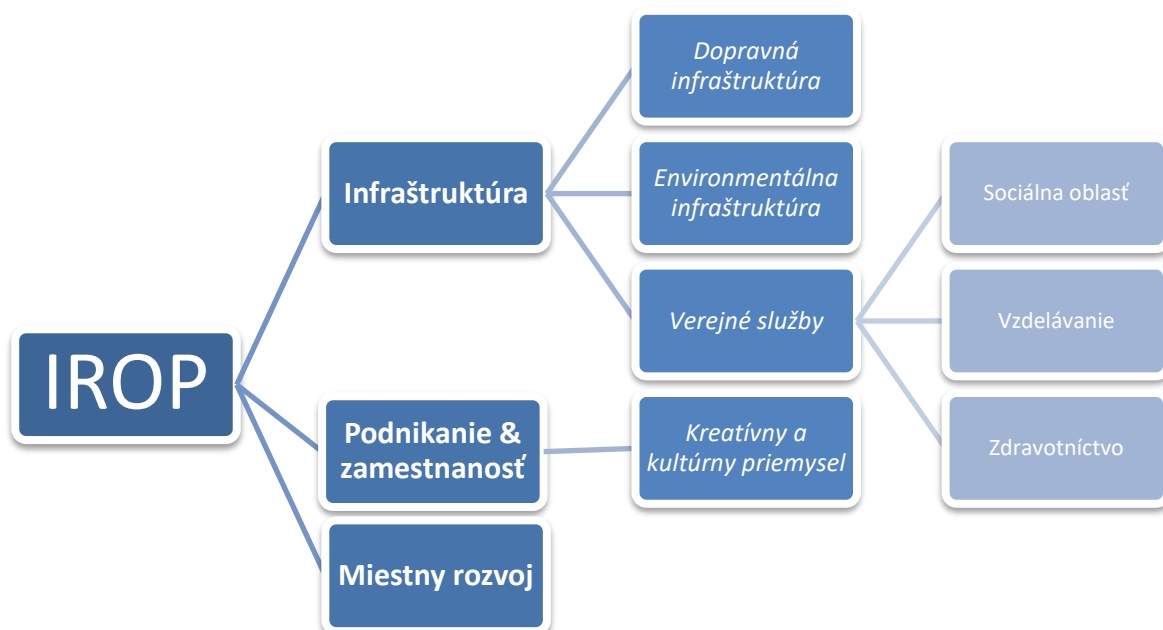 IROP
Infraštruktúra
Dopravná
infraštruktúra
Environmentálna
infraštruktúra
Verejné služby
Sociálna oblasť
Vzdelávanie
Zdravotníctvo
Podnikanie &
zamestnanosť
Kreatívny a
kultúrny priemysel
Miestny rozvoj